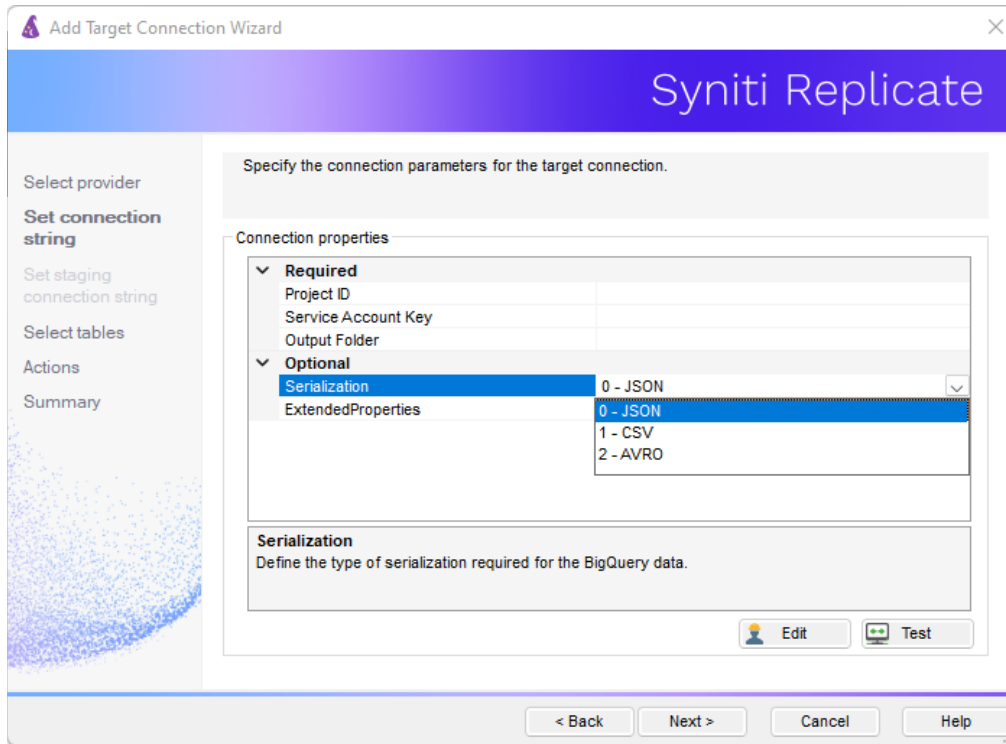 Add Target Connection Wizard
Syniti Replicate
Select provider
Set connection
string
Set staging
connection string
Select tables
Actions
Summary
Specify the connection parameters for the target connection.
Connection properties
Required
Project ID
Service Account Key
Output Folder
Optional
Serialization 0 - JSON
ExtendedProperties
0 - JSON
1 - CSV
2 - AVRO
Serialization
Define the type of serialization required for the BigQuery data.
Edit Test
< Back Next > Cancel Help